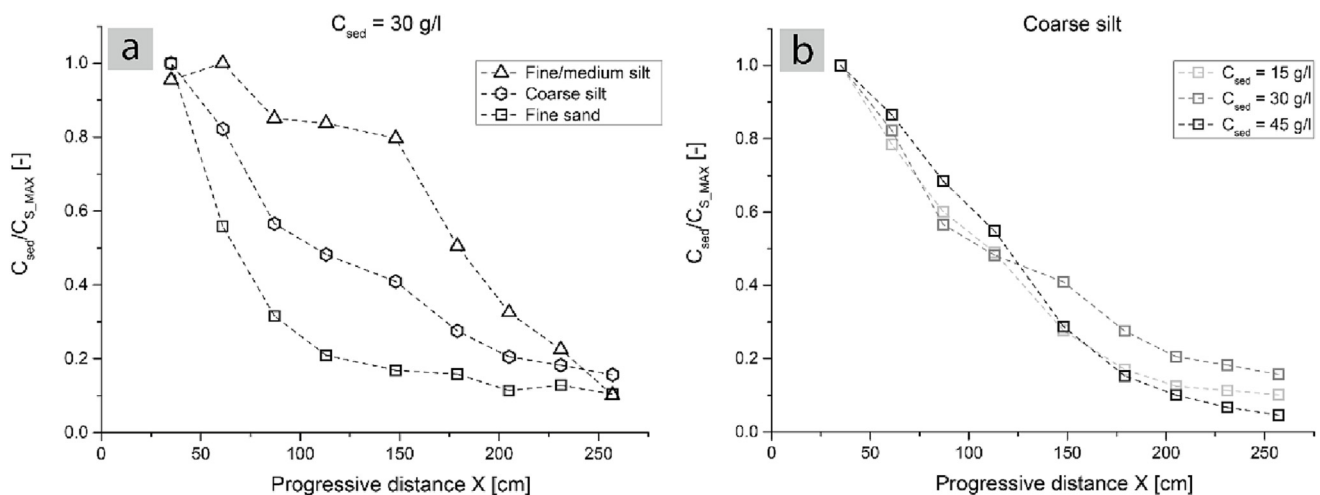 C_sed = 30 g/l
a
Fine/medium silt
Coarse silt
Fine sand
C_sed/C_S_MAX [-]
1.0
0.8
0.6
0.4
0.2
0.0
0
50
100
150
200
250
Progressive distance X [cm]
Coarse silt
b
C_sed = 15 g/l
C_sed = 30 g/l
C_sed = 45 g/l
C_sed/C_S_MAX [-]
1.0
0.8
0.6
0.4
0.2
0.0
0
50
100
150
200
250
Progressive distance X [cm]